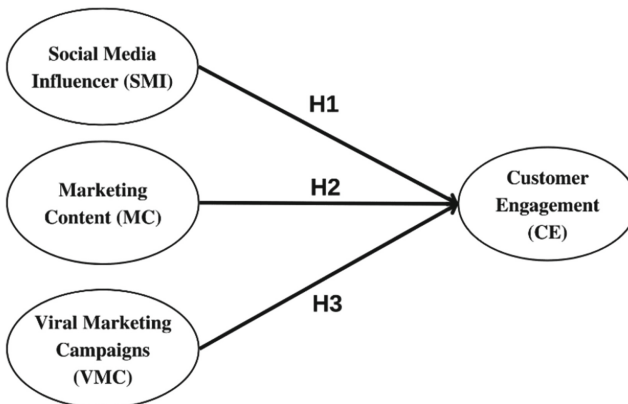 Social Media
Influencer (SMI)
H1
Marketing
Content (MC)
H2
Customer
Engagement
(CE)
H3
Viral Marketing
Campaigns
(VMC)